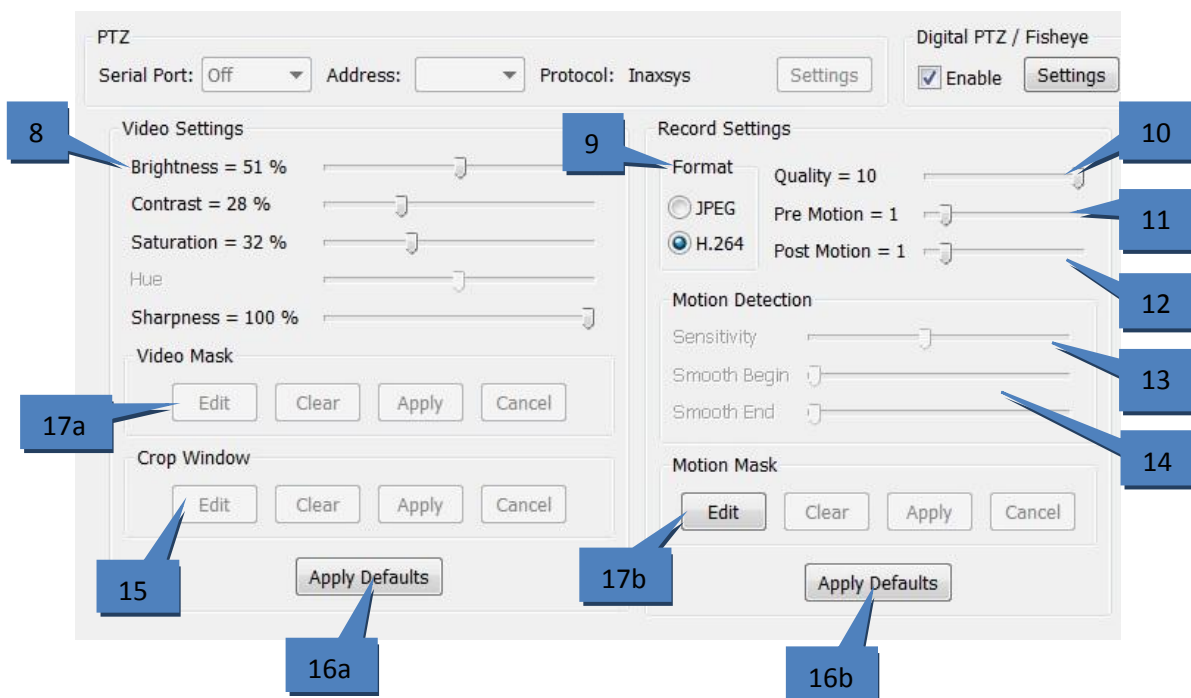 PTZ
Serial Port: Off Address: Protocol: Inaxsys Settings
Digital PTZ / Fisheye
Enable Settings
8
Video Settings
Brightness = 51 %
Contrast = 28 %
Saturation = 32 %
Hue
Sharpness = 100 %
Video Mask
Edit Clear Apply Cancel
17a
Crop Window
Edit Clear Apply Cancel
15
Apply Defaults
16a
Record Settings
9
Format
JPEG
H.264
Quality = 10
10
Pre Motion = 1
11
Post Motion = 1
12
Motion Detection
Sensitivity
13
Smooth Begin
Smooth End
14
Motion Mask
Edit Clear Apply Cancel
17b
Apply Defaults
16b